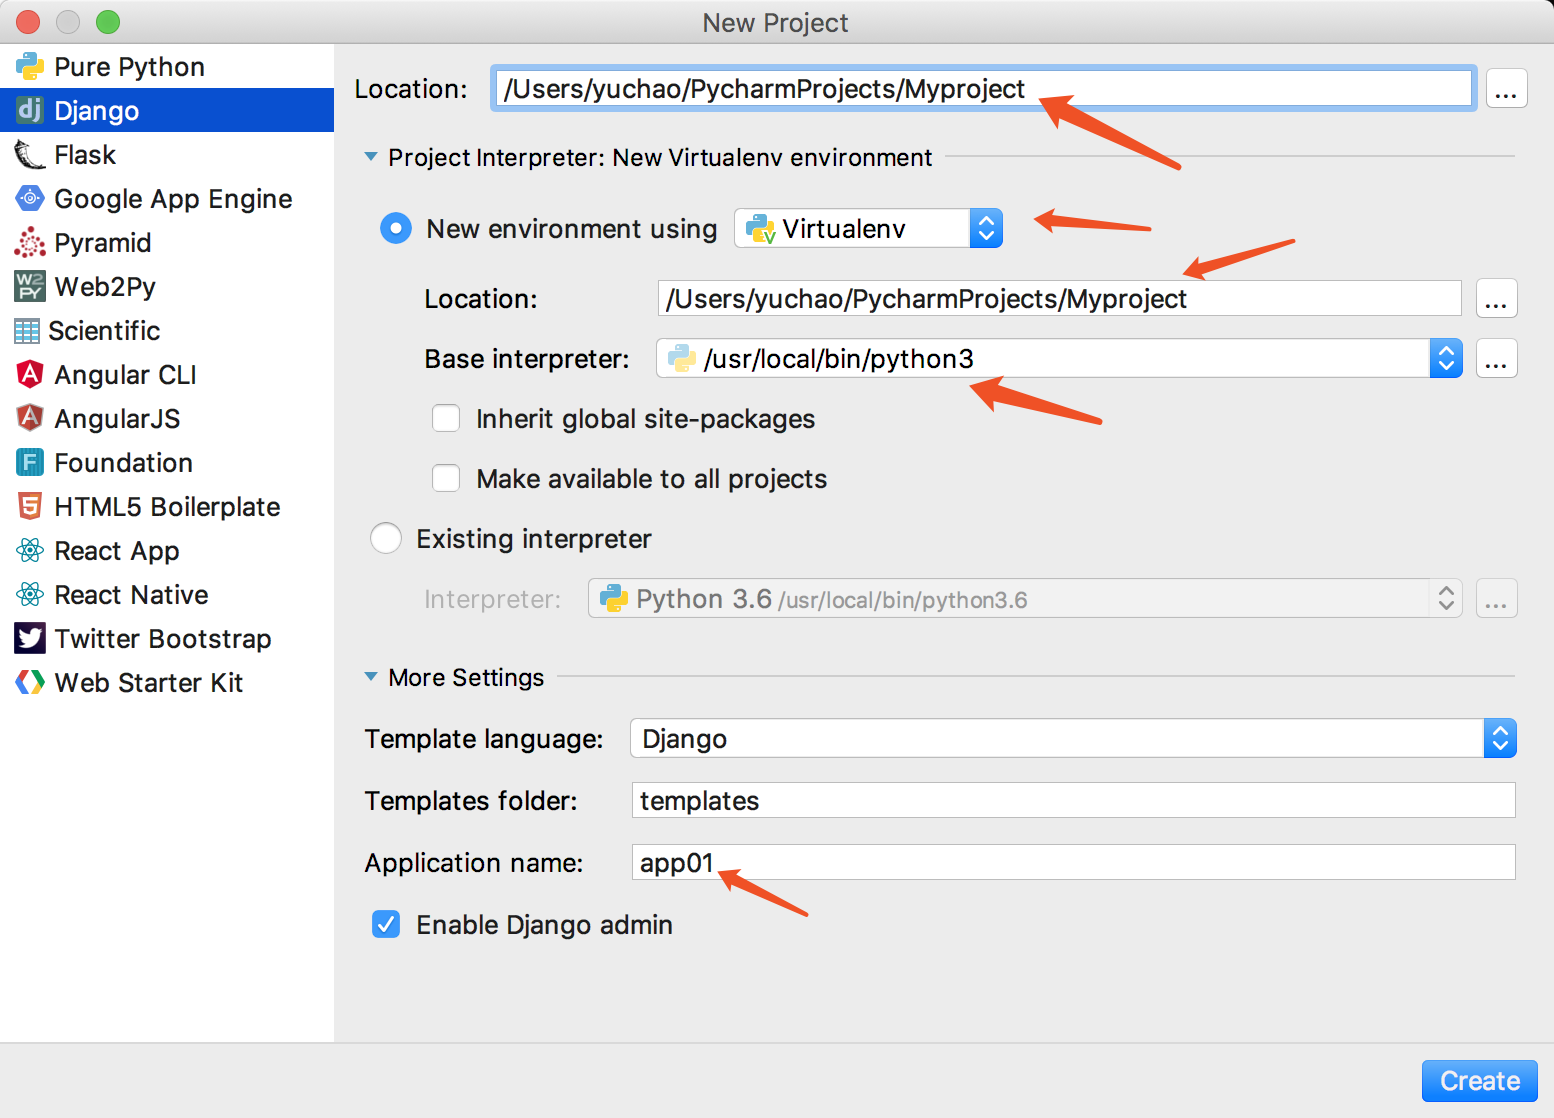 New Project
Pure Python
Django
Flask
Google App Engine
Pyramid
Web2Py
Scientific
Angular CLI
AngularJS
Foundation
HTML5 Boilerplate
React App
React Native
Twitter Bootstrap
Web Starter Kit
Location: /Users/yuchao/PycharmProjects/Myproject ...
Project Interpreter: New Virtualenv environment
New environment using Virtualenv
Location: /Users/yuchao/PycharmProjects/Myproject ...
Base interpreter: /usr/local/bin/python3 ...
Inherit global site-packages
Make available to all projects
Existing interpreter
Interpreter: Python 3.6 /usr/local/bin/python3.6 ...
More Settings
Template language: Django
Templates folder: templates
Application name: app01
Enable Django admin
Create